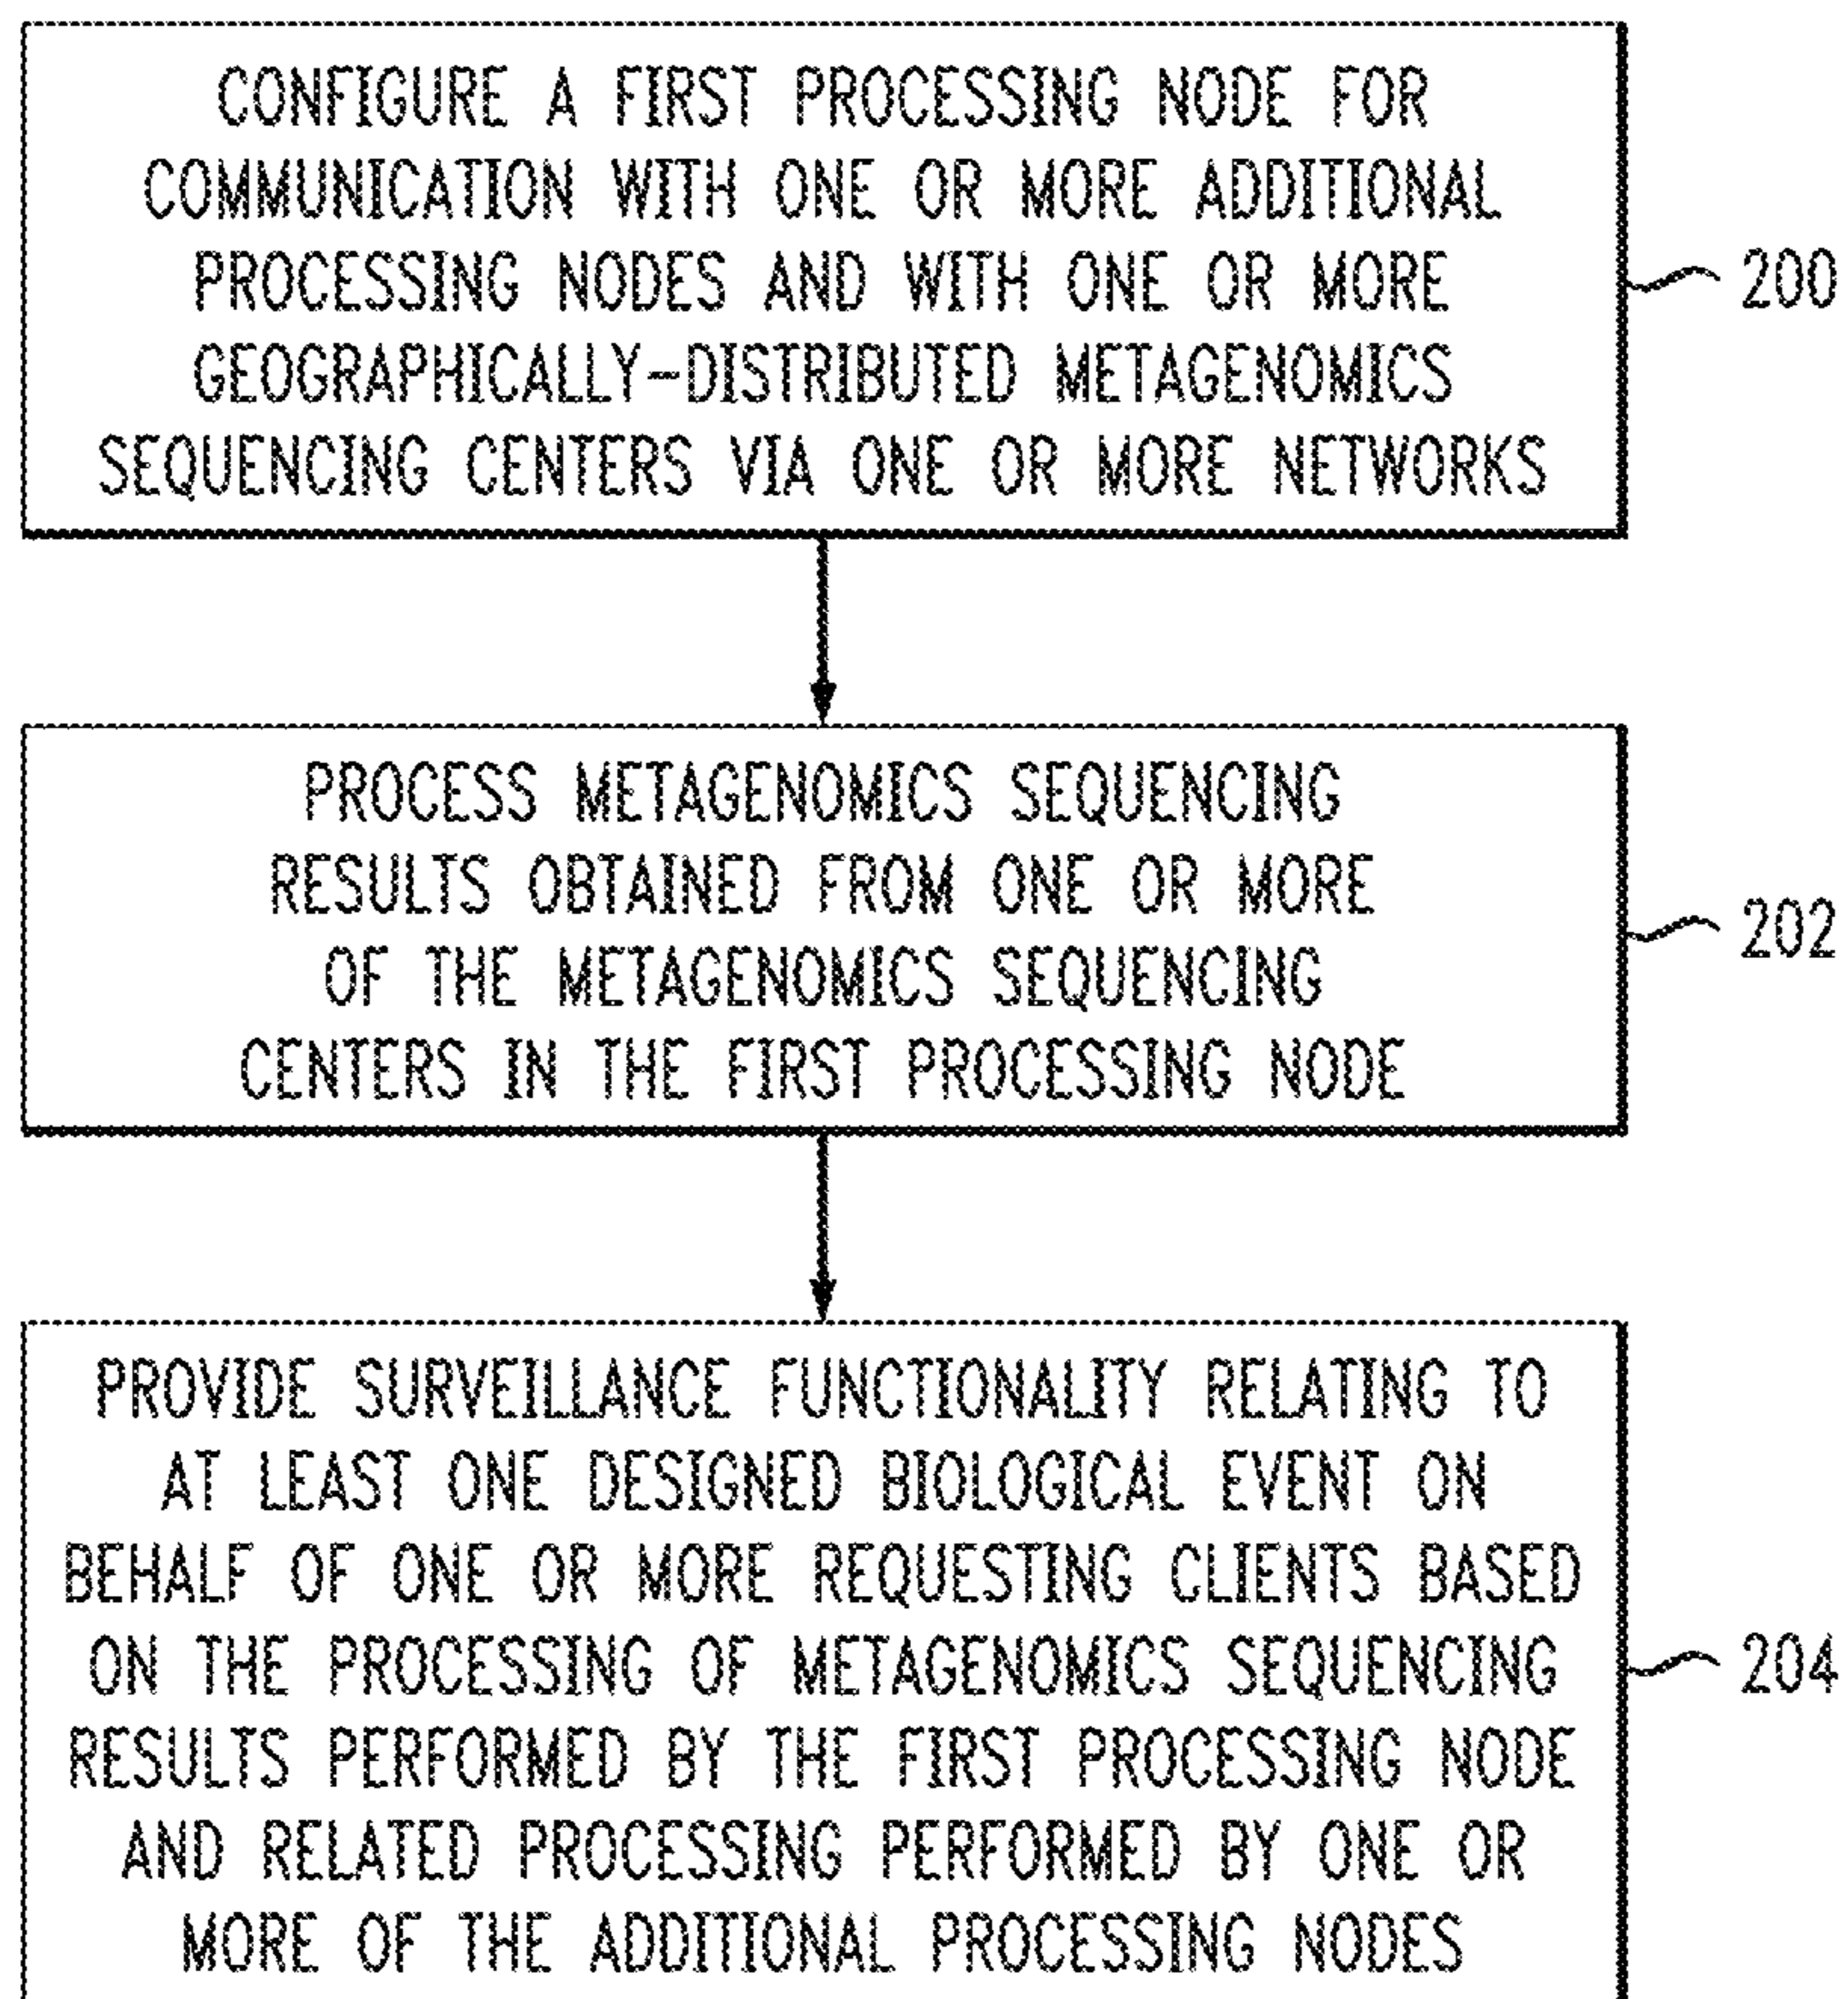 CONFIGURE A FIRST PROCESSING NODE FOR
COMMUNICATION WITH ONE OR MORE ADDITIONAL
PROCESSING NODES AND WITH ONE OR MORE
GEOGRAPHICALLY-DISTRIBUTED METAGENOMICS
SEQUENCING CENTERS VIA ONE OR MORE NETWORKS
200
PROCESS METAGENOMICS SEQUENCING
RESULTS OBTAINED FROM ONE OR MORE
OF THE METAGENOMICS SEQUENCING
CENTERS IN THE FIRST PROCESSING NODE
202
PROVIDE SURVEILLANCE FUNCTIONALITY RELATING TO
AT LEAST ONE DESIGNED BIOLOGICAL EVENT ON
BEHALF OF ONE OR MORE REQUESTING CLIENTS BASED
ON THE PROCESSING OF METAGENOMICS SEQUENCING
RESULTS PERFORMED BY THE FIRST PROCESSING NODE
AND RELATED PROCESSING PERFORMED BY ONE OR
MORE OF THE ADDITIONAL PROCESSING NODES
204